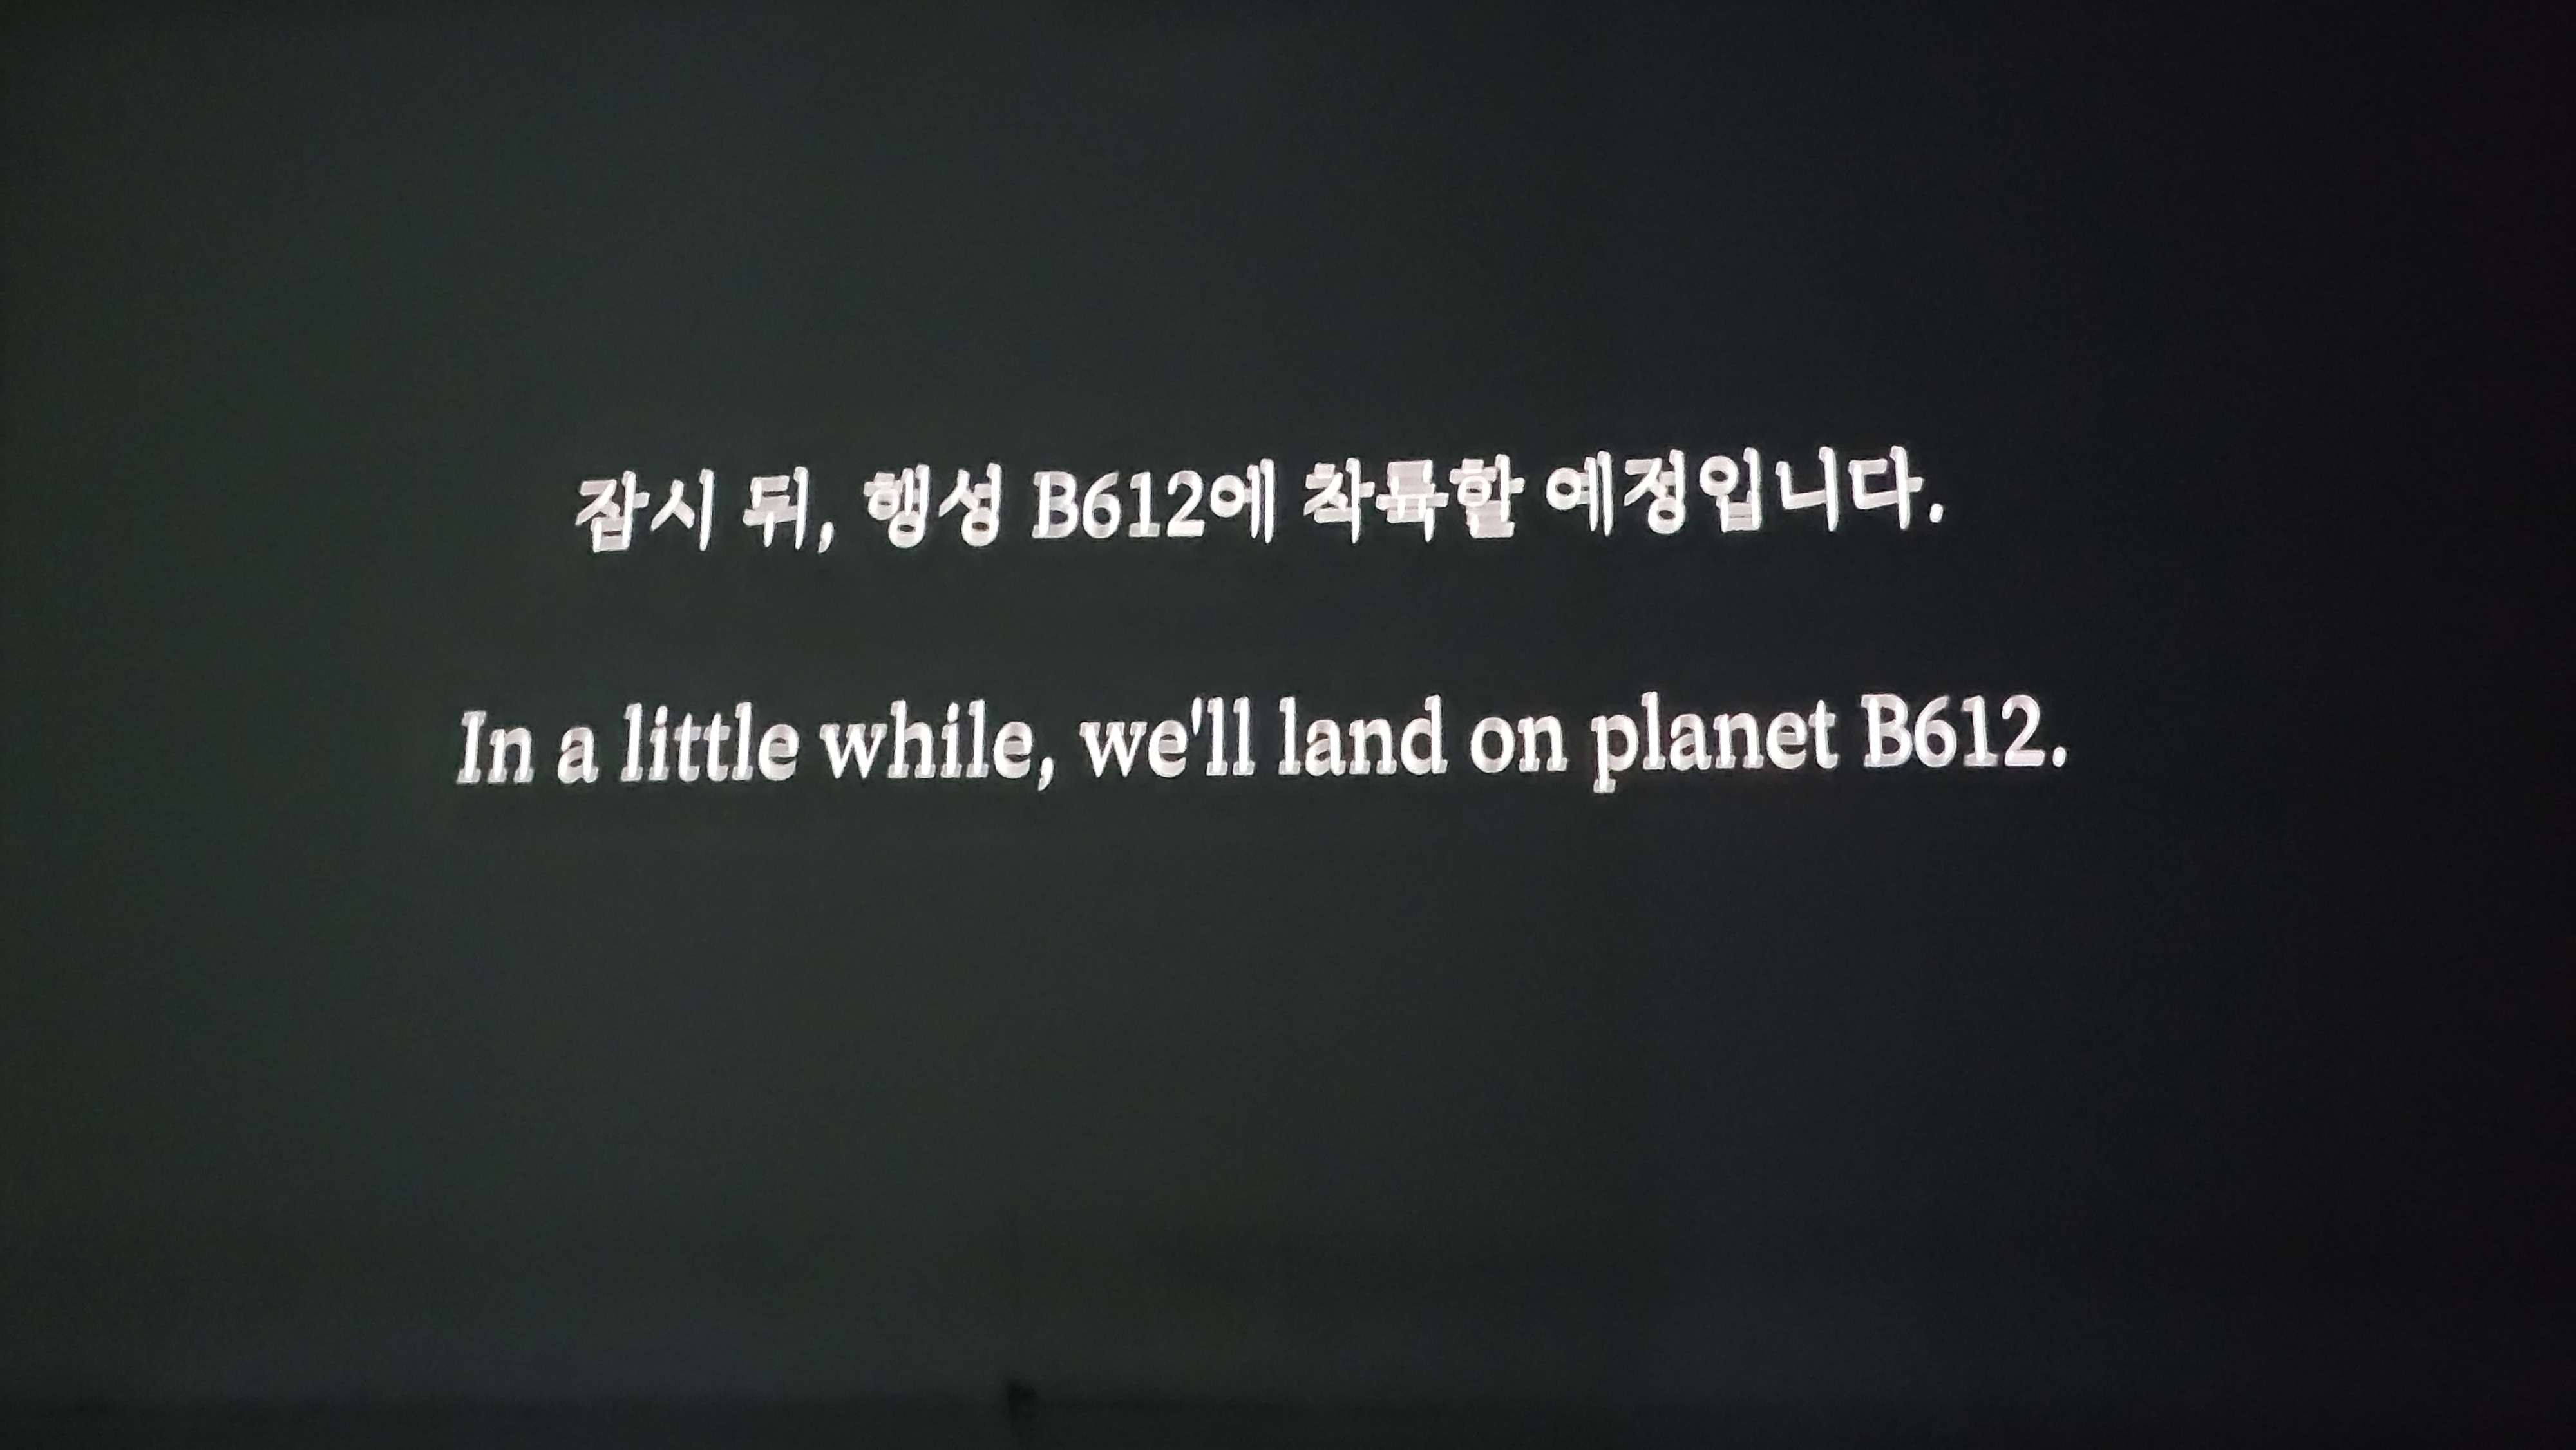 잠시 뒤, 행성 B612에 착륙할 예정입니다.
In a little while, we'll land on planet B612.